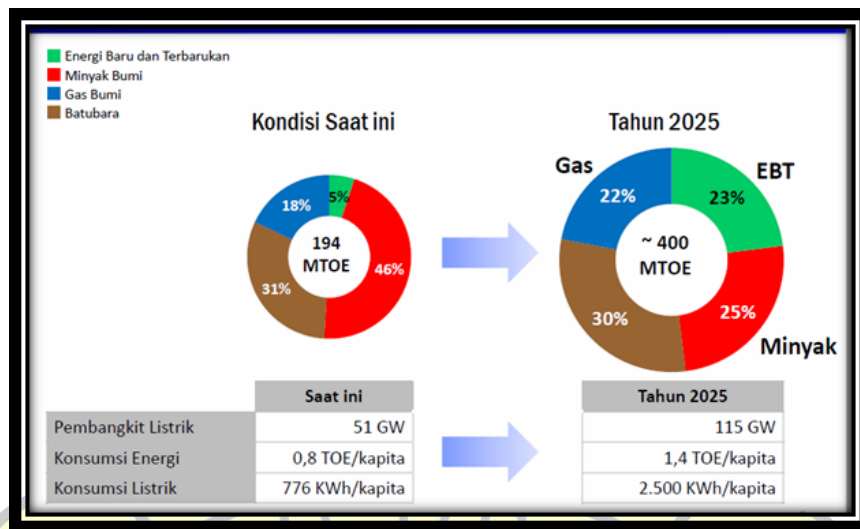 Energi Baru dan Terbarukan
Minyak Bumi
Gas Bumi
Batubara
Kondisi Saat ini
Tahun 2025
5%
18%
194
MTOE
46%
31%
Gas
EBT
22%
23%
~ 400
MTOE
30%
25%
Minyak
Saat ini
Tahun 2025
Pembangkit Listrik 51 GW 115 GW
Konsumsi Energi 0,8 TOE/kapita 1,4 TOE/kapita
Konsumsi Listrik 776 KWh/kapita 2.500 KWh/kapita